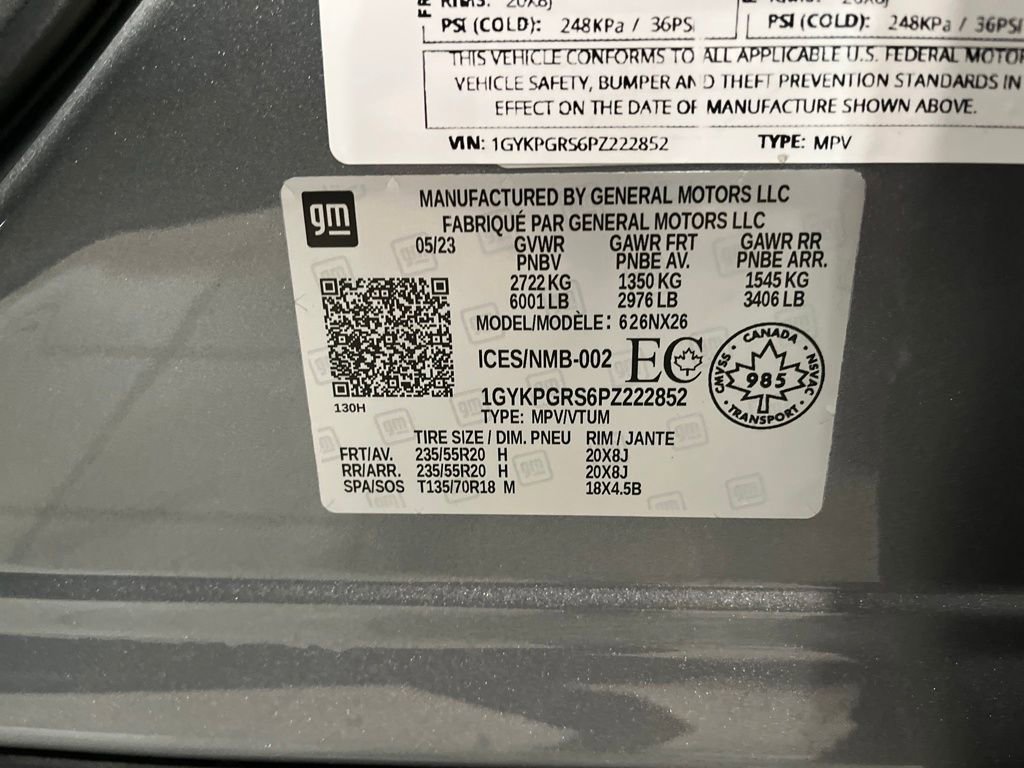 PSI (COLD): 248KPa / 36PS
PSI (COLD): 248KPa / 36PSI
THIS VEHICLE CONFORMS TO ALL APPLICABLE U.S. FEDERAL MOTOR
VEHICLE SAFETY, BUMPER AND THEFT PREVENTION STANDARDS IN
EFFECT ON THE DATE OF MANUFACTURE SHOWN ABOVE.
VIN: 1GYKPGRS6PZ222852 TYPE: MPV
gm
MANUFACTURED BY GENERAL MOTORS LLC
FABRIQUÉ PAR GENERAL MOTORS LLC
05/23 GVWR GAWR FRT GAWR RR
PNBV PNBE AV. PNBE ARR.
2722 KG 1350 KG 1545 KG
6001 LB 2976 LB 3406 LB
MODEL/MODÈLE: 626NX26
ICES/NMB-002 EC
CANADA
CMVSS NSVAC
985
TRANSPORT
1GYKPGRS6PZ222852
130H
TYPE: MPV/VTUM
TIRE SIZE / DIM. PNEU RIM / JANTE
FRT/AV. 235/55R20 H 20X8J
RR/ARR. 235/55R20 H 20X8J
SPA/SOS T135/70R18 M 18X4.5B